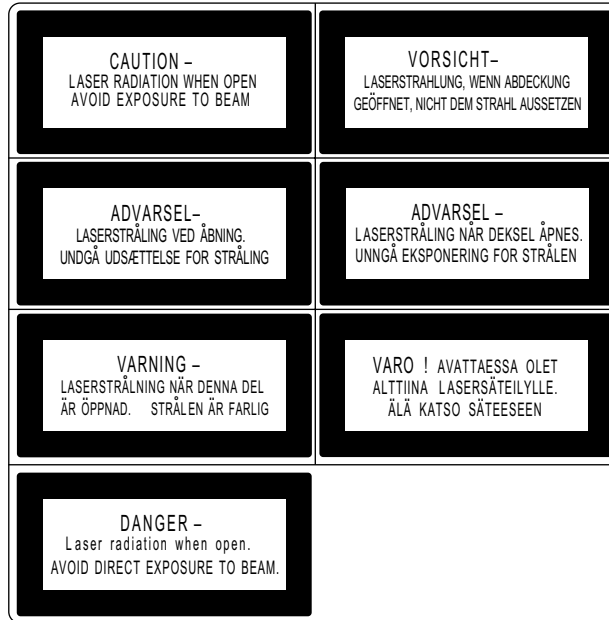 CAUTION –
LASER RADIATION WHEN OPEN
AVOID EXPOSURE TO BEAM
VORSICHT–
LASERSTRAHLUNG, WENN ABDECKUNG
GEÖFFNET, NICHT DEM STRAHL AUSSETZEN
ADVARSEL–
LASERSTRÅLING VED ÅBNING.
UNDGÅ UDSÆTTELSE FOR STRÅLING
ADVARSEL –
LASERSTRÅLING NÅR DEKSEL ÅPNES.
UNNGÅ EKSPONERING FOR STRÅLEN
VARNING –
LASERSTRÅLNING NÄR DENNA DEL
ÄR ÖPPNAD. STRÅLEN ÄR FARLIG
VARO ! AVATTAESSA OLET
ALTTIINA LASERSÄTEILYLLE.
ÄLÄ KATSO SÄTEESEEN
DANGER –
Laser radiation when open.
AVOID DIRECT EXPOSURE TO BEAM.